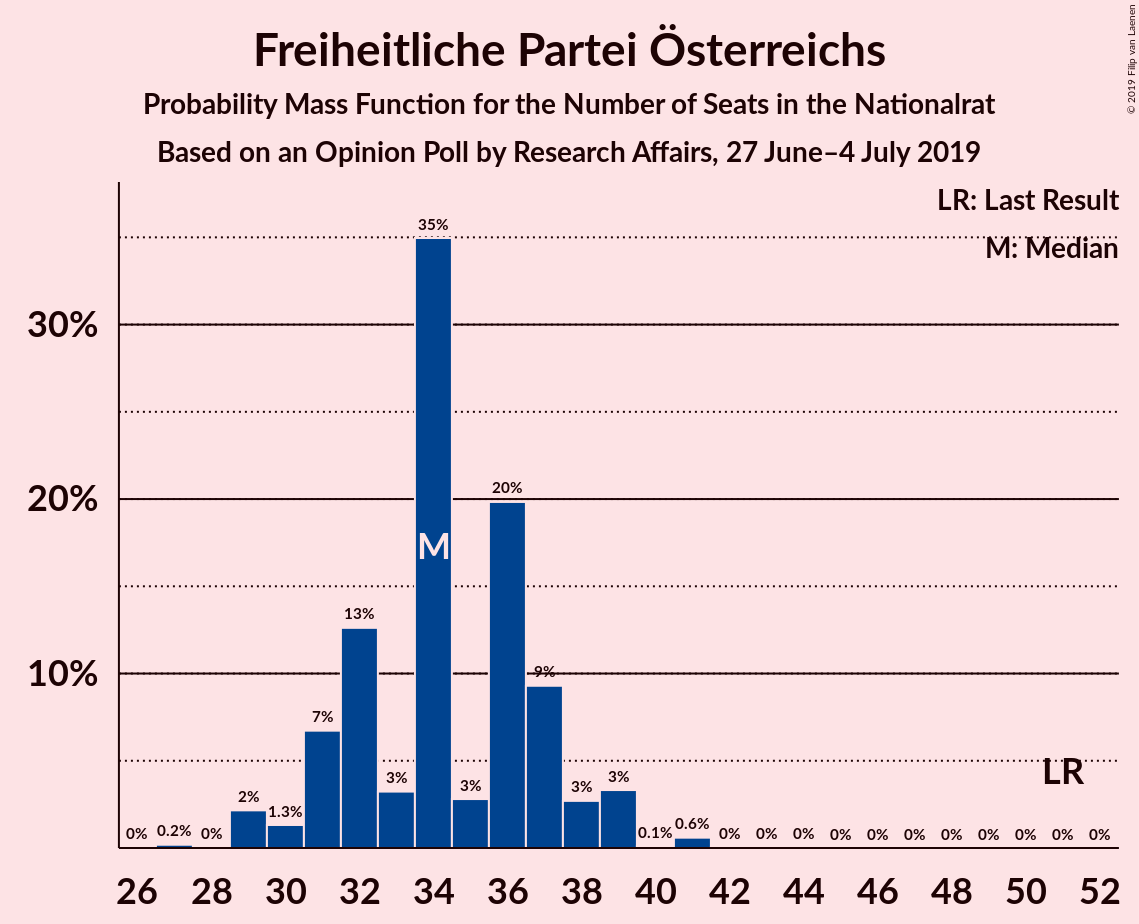 Freiheitliche Partei Österreichs
Probability Mass Function for the Number of Seats in the Nationalrat
Based on an Opinion Poll by Research Affairs, 27 June–4 July 2019
© 2019 Filip van Laenen
LR: Last Result
M: Median
30%
20%
10%
0% 0.2% 0% 2% 1.3% 7% 13% 3% 35% 3% 20% 9% 3% 3% 0.1% 0.6% 0% 0% 0% 0% 0% 0% 0% 0% 0% 0% 0%
M
LR
26 28 30 32 34 36 38 40 42 44 46 48 50 52